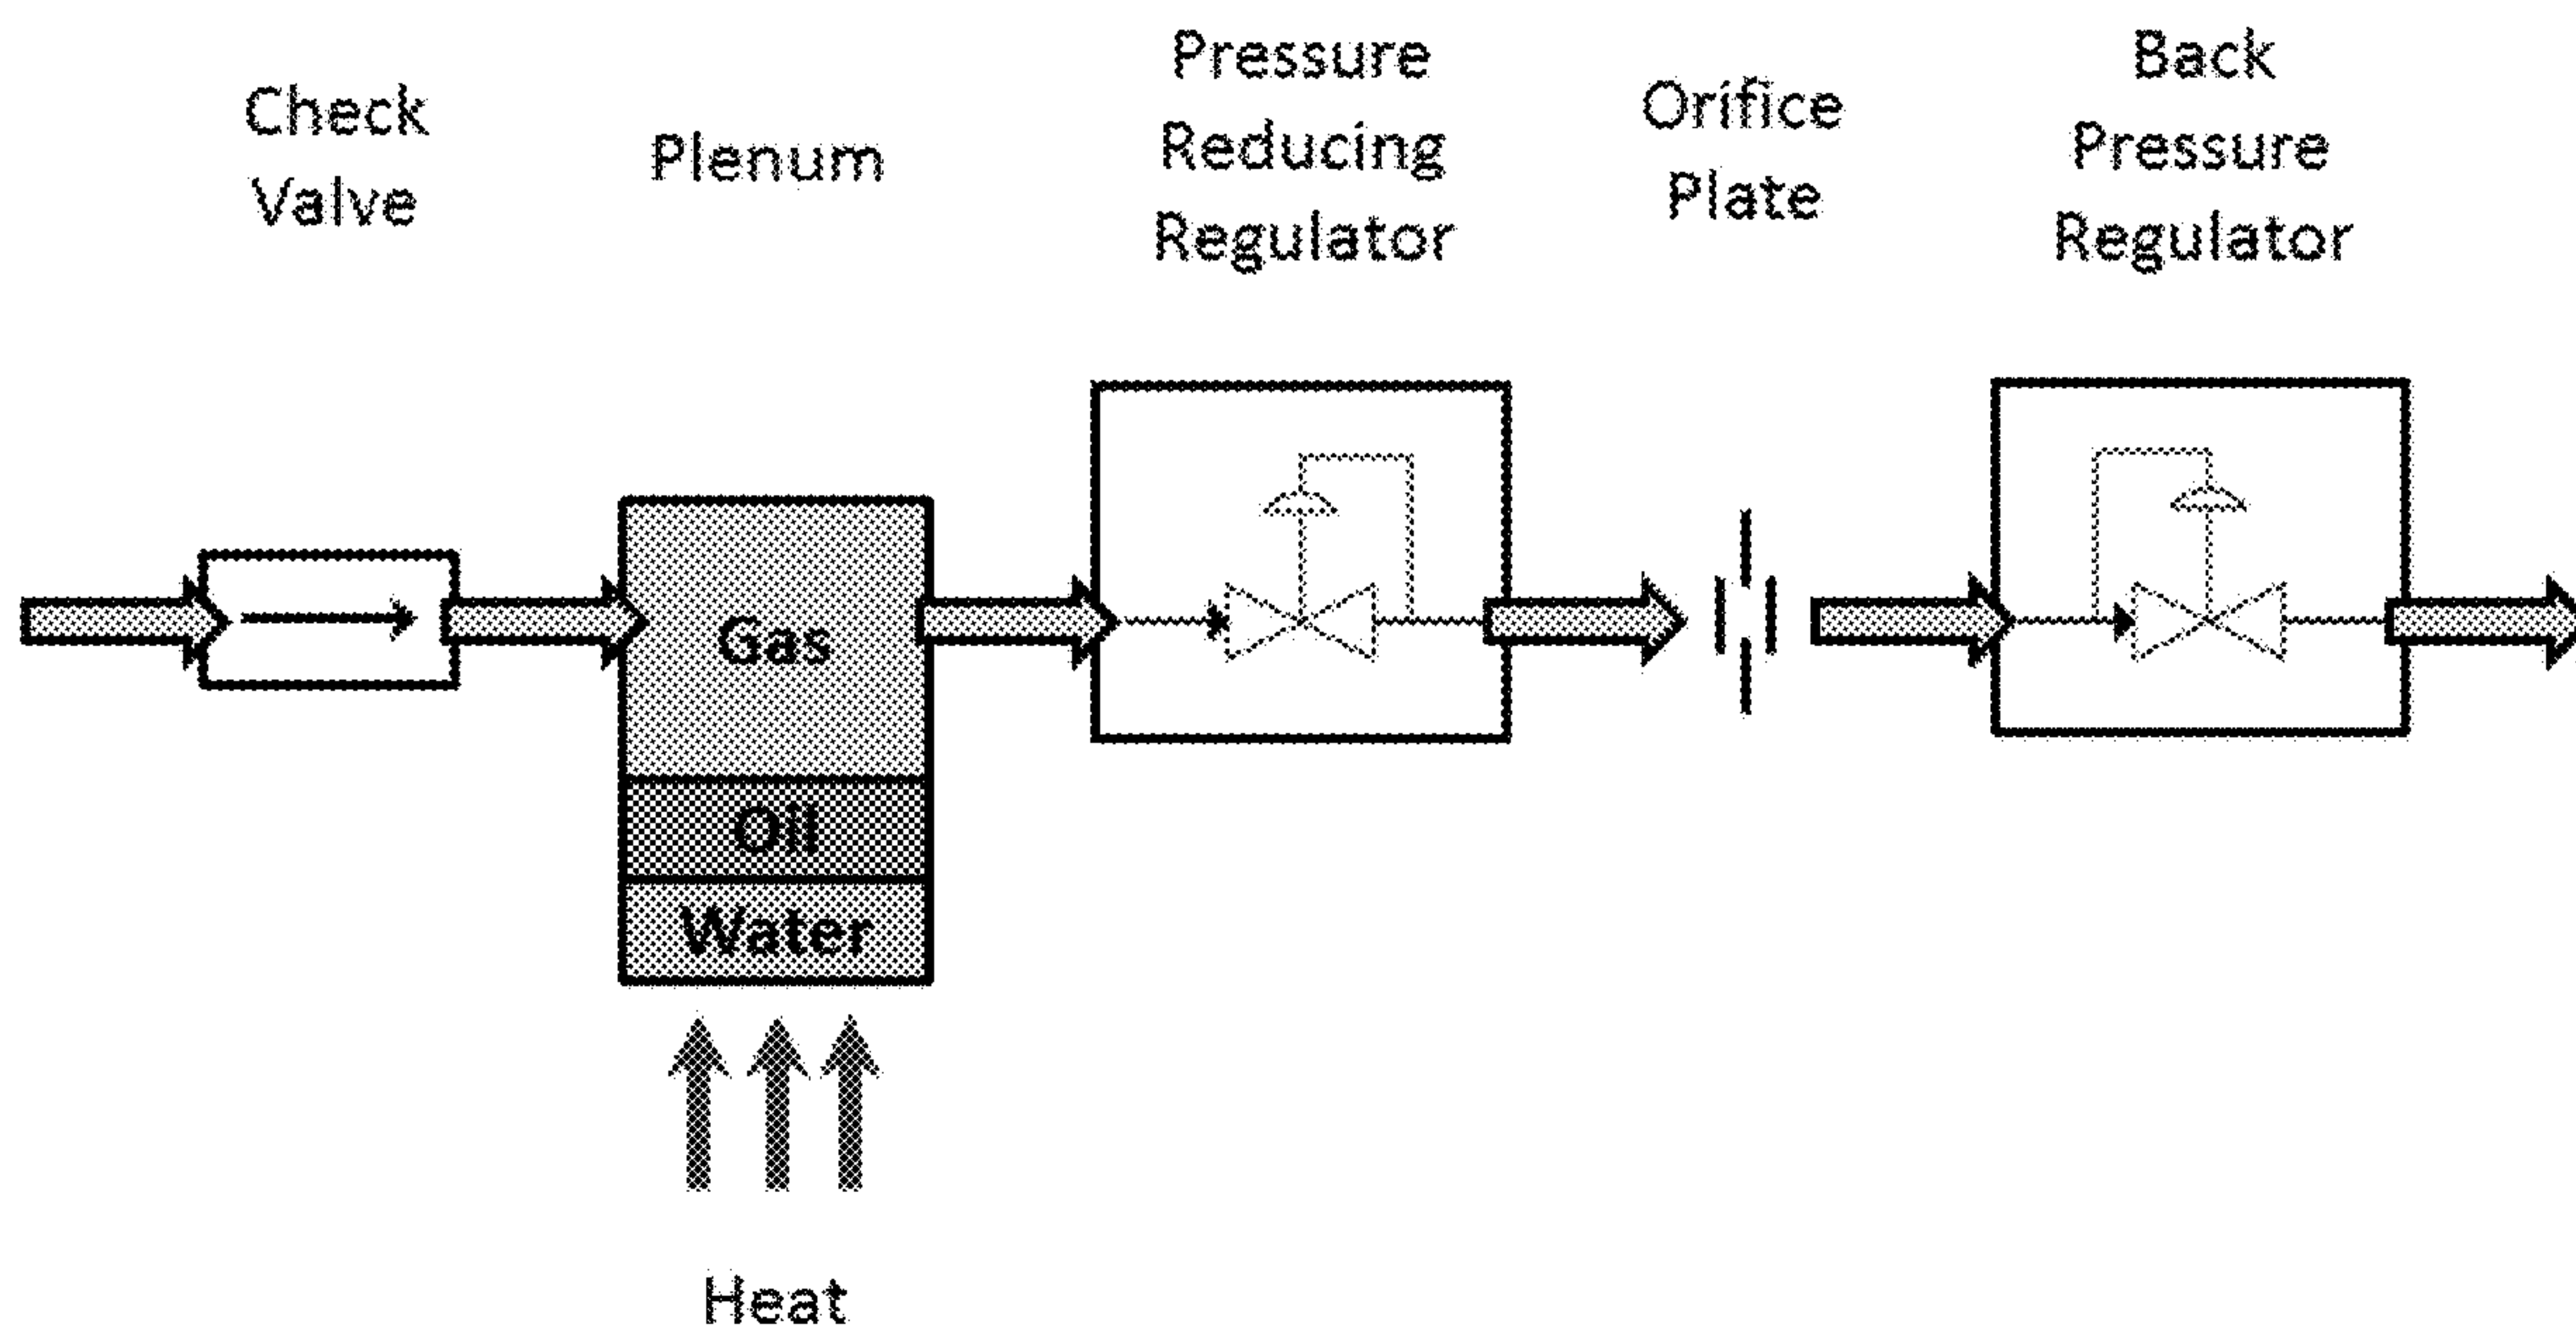 Check
Valve
Plenum
Pressure
Reducing
Regulator
Orifice
Plate
Back
Pressure
Regulator
Gas
Oil
Water
Heat